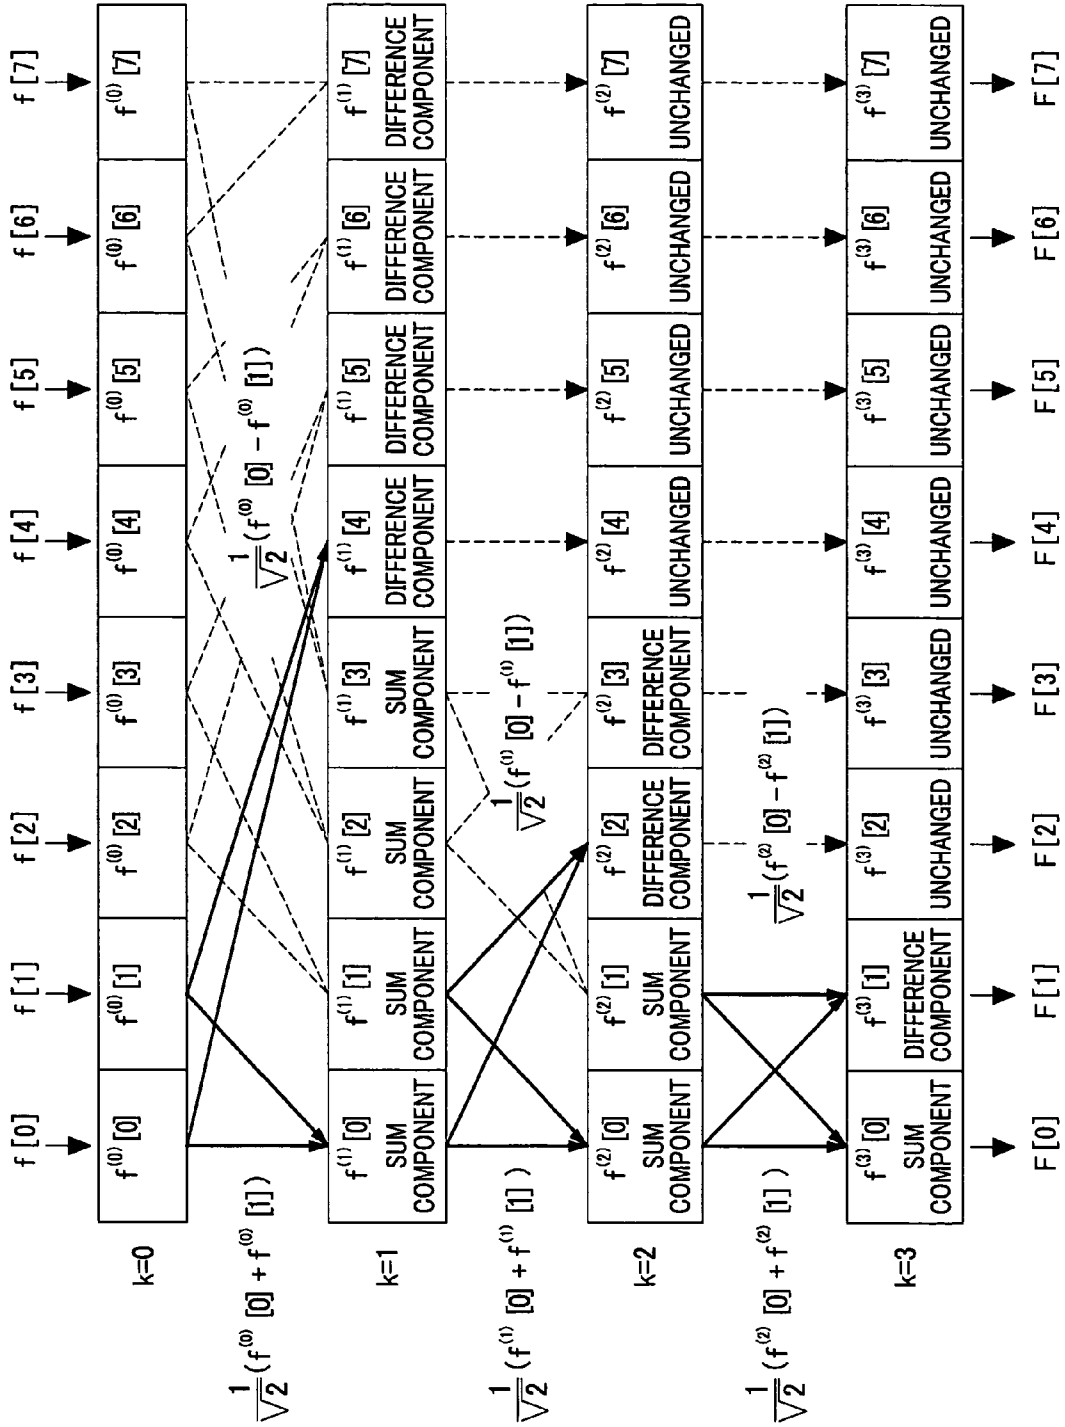 f[0] f[1] f[2] f[3] f[4] f[5] f[6] f[7]
k=0
f⁽⁰⁾ [0] f⁽⁰⁾ [1] f⁽⁰⁾ [2] f⁽⁰⁾ [3] f⁽⁰⁾ [4] f⁽⁰⁾ [5] f⁽⁰⁾ [6] f⁽⁰⁾ [7]
1/√2 (f⁽⁰⁾ [0] + f⁽⁰⁾ [1])
1/√2 (f⁽⁰⁾ [0] - f⁽⁰⁾ [1])
k=1
f⁽¹⁾ [0] f⁽¹⁾ [1] f⁽¹⁾ [2] f⁽¹⁾ [3] f⁽¹⁾ [4] f⁽¹⁾ [5] f⁽¹⁾ [6] f⁽¹⁾ [7]
SUM SUM SUM SUM DIFFERENCE DIFFERENCE DIFFERENCE DIFFERENCE
COMPONENT COMPONENT COMPONENT COMPONENT COMPONENT COMPONENT COMPONENT COMPONENT
1/√2 (f⁽¹⁾ [0] + f⁽¹⁾ [1])
1/√2 (f⁽¹⁾ [0] - f⁽¹⁾ [1])
k=2
f⁽²⁾ [0] f⁽²⁾ [1] f⁽²⁾ [2] f⁽²⁾ [3] f⁽²⁾ [4] f⁽²⁾ [5] f⁽²⁾ [6] f⁽²⁾ [7]
SUM SUM DIFFERENCE DIFFERENCE
COMPONENT COMPONENT COMPONENT COMPONENT UNCHANGED UNCHANGED UNCHANGED UNCHANGED
1/√2 (f⁽²⁾ [0] + f⁽²⁾ [1])
1/√2 (f⁽²⁾ [0] - f⁽²⁾ [1])
k=3
f⁽³⁾ [0] f⁽³⁾ [1] f⁽³⁾ [2] f⁽³⁾ [3] f⁽³⁾ [4] f⁽³⁾ [5] f⁽³⁾ [6] f⁽³⁾ [7]
SUM DIFFERENCE
COMPONENT COMPONENT UNCHANGED UNCHANGED UNCHANGED UNCHANGED UNCHANGED UNCHANGED
F[0] F[1] F[2] F[3] F[4] F[5] F[6] F[7]